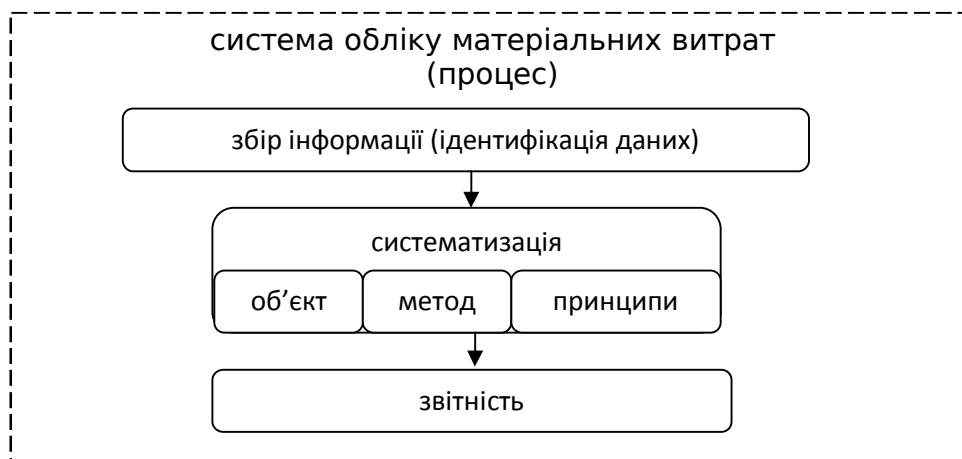 система обліку матеріальних витрат
(процес)
збір інформації (ідентифікація даних)
систематизація
об’єкт метод принципи
звітність